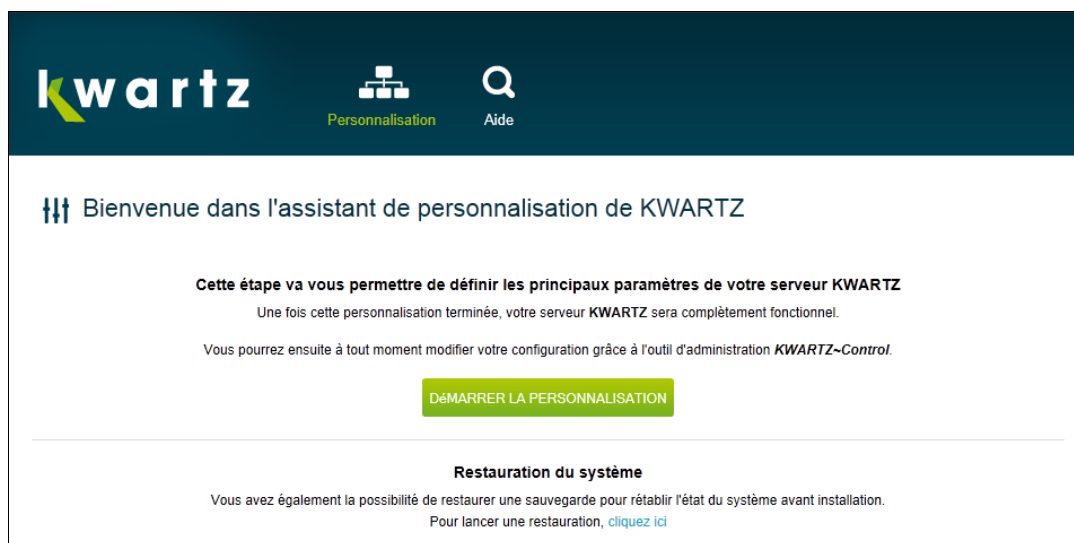 kwartz
Personnalisation
Aide
Bienvenue dans l'assistant de personnalisation de KWARTZ
Cette étape va vous permettre de définir les principaux paramètres de votre serveur KWARTZ
Une fois cette personnalisation terminée, votre serveur KWARTZ sera complètement fonctionnel.
Vous pourrez ensuite à tout moment modifier votre configuration grâce à l'outil d'administration KWARTZ~Control.
DéMARRER LA PERSONNALISATION
Restauration du système
Vous avez également la possibilité de restaurer une sauvegarde pour rétablir l'état du système avant installation.
Pour lancer une restauration, cliquez ici